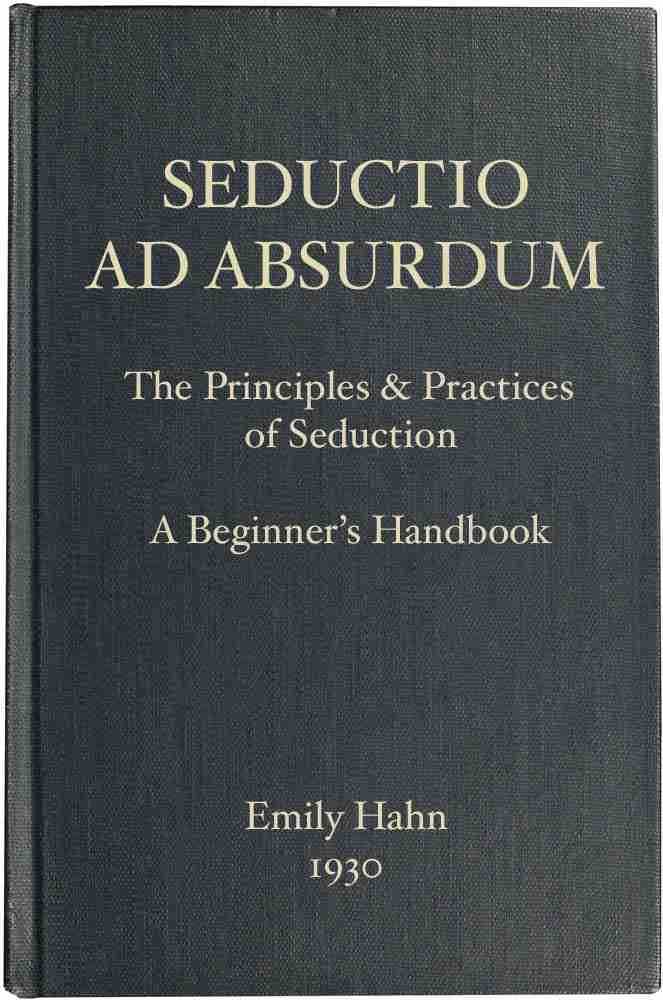 SEDUCTIO
AD ABSURDUM
The Principles & Practices
of Seduction
A Beginner’s Handbook
Emily Hahn
1930